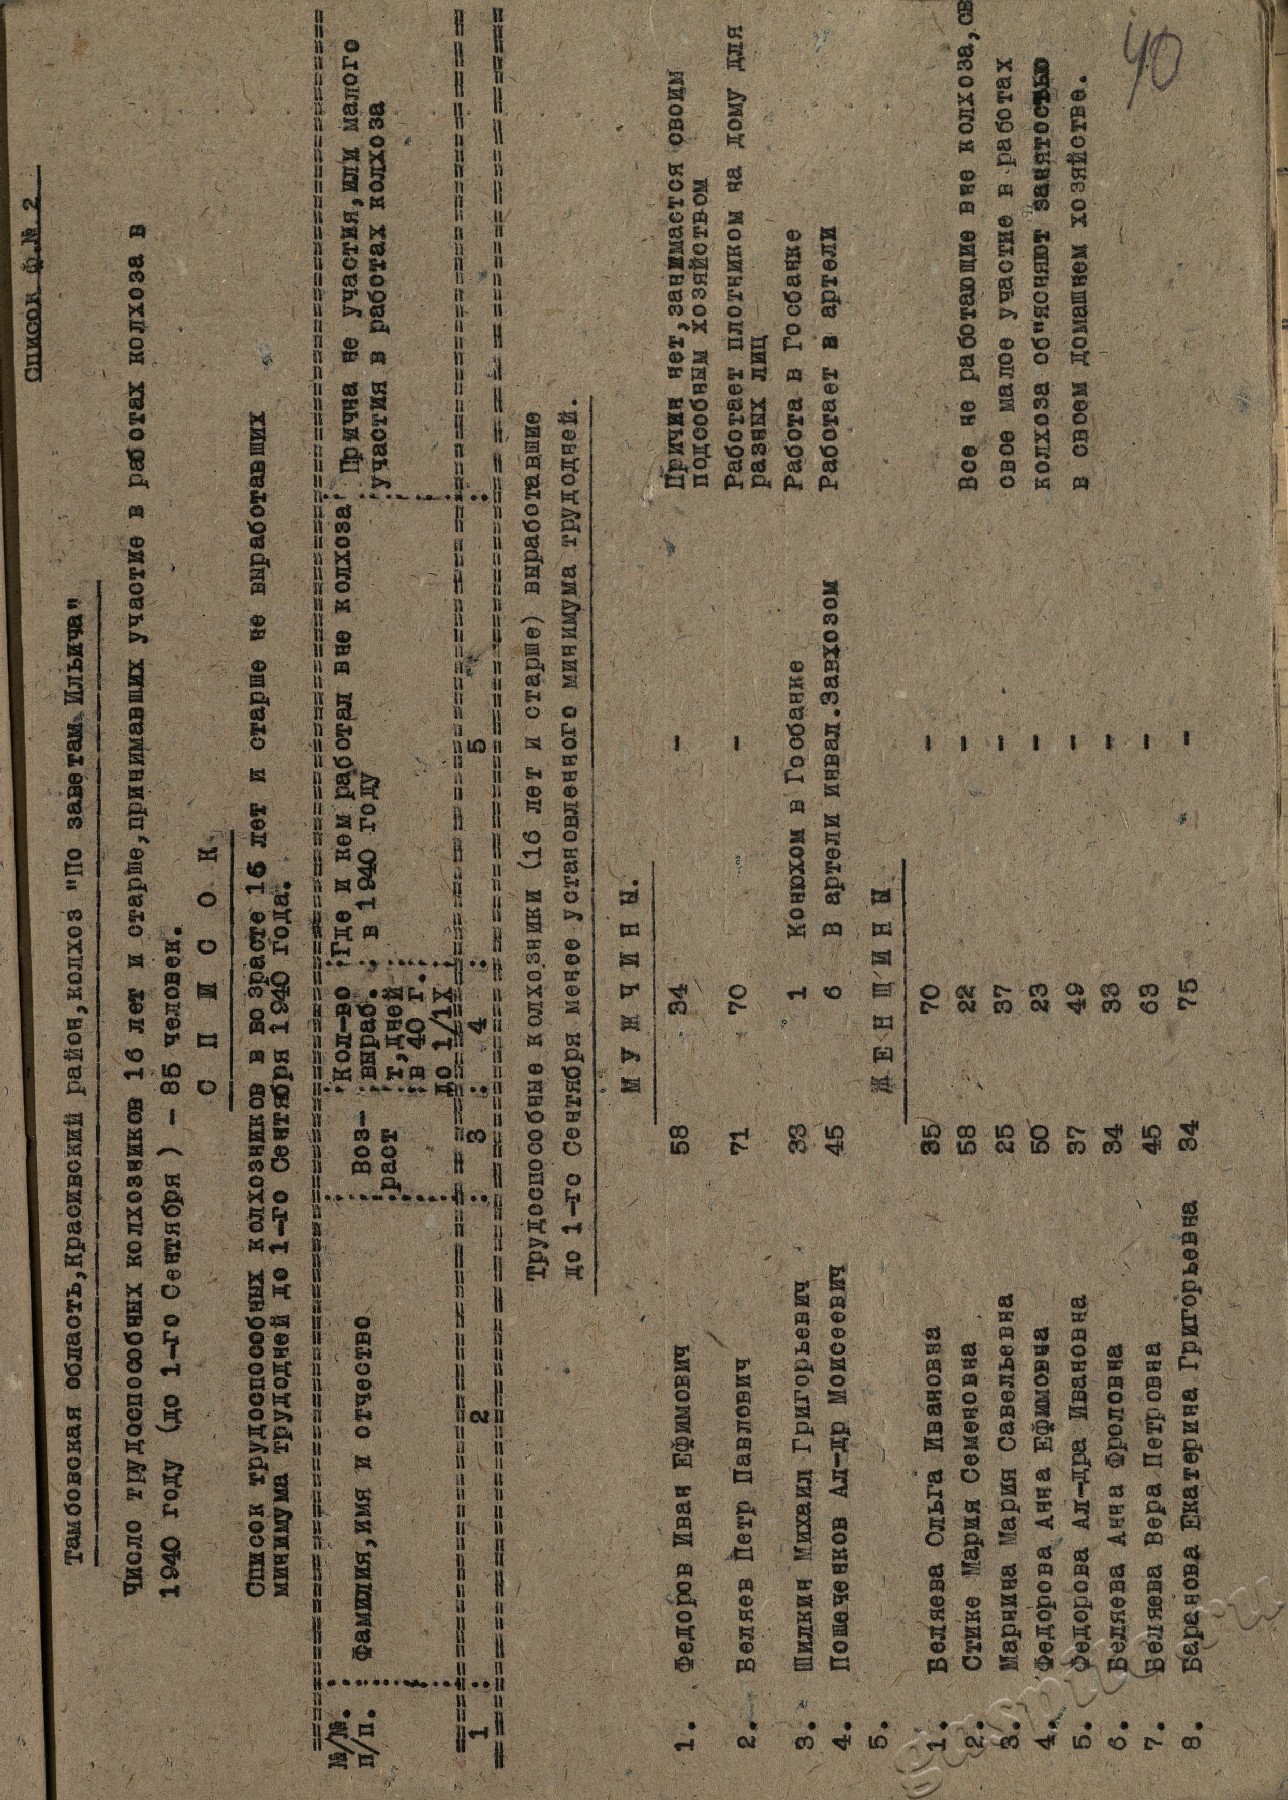 Список ф.№ 2
Тамбовская область,Красивский район,колхоз "По заветам Ильича"
Число трудоспособных колхозников 16 лет и старше,принимавших участие в работах колхоза в
1940 году (до 1-го Сентября ) - 85 человек.
С П И С О К
Список трудоспособных колхозников в возрасте 16 лет и старше не выработавших
минимума трудодней до 1-го Сентября 1940 года.
№/№. : Фамилия,имя и отчество : Воз- : Кол-во : Где и кем работал вне колхоза : Прична не участия,или малого
п/п. : раст : выраб. : в 1940 году : участия в работах колхоза
т,дней
в 40 г.
до 1/1X
1 : 2 : 3 : 4 : 5 :
Трудоспособные колхозники (16 лет и старше) выработавшие
до 1-го Сентября менее установленного минимума трудодней.
М У Ж Ч И Н Ы.
1. Федоров Иван Ефимович 58 34 - Причин нет,занимается своим
подсобным хозяйством
2. Беляев Петр Павлович 71 70 - Работает плотником на дому для
разных лиц
3. Шилкин Михаил Григорьевич 33 1 Конюхом в Госбанке Работа в Госбанке
4. Пошеченков Ал-др Моисеевич 45 6 В артели инвал.Завхозом Работает в артели
5.
Ж Е Н Щ И Н Ы
1. Беляева Ольга Ивановна 35 70 -
2. Стике Мария Семеновна 58 22 - Все не работающие вне колхоза,св
3. Марнина Мария Савельевна 25 37 - свое малое участие в работах
4. Федорова Анна Ефимовна 50 23 - колхоза об"ясняют занятостью
5. Федорова Ал-дра Ивановна 37 49 - в своем домашнем хозяйстве.
6. Беляева Анна Фроловна 34 33 -
7. Беляева Вера Петровна 45 63 -
8. Баранова Екатерина Григорьевна 34 75 -
40